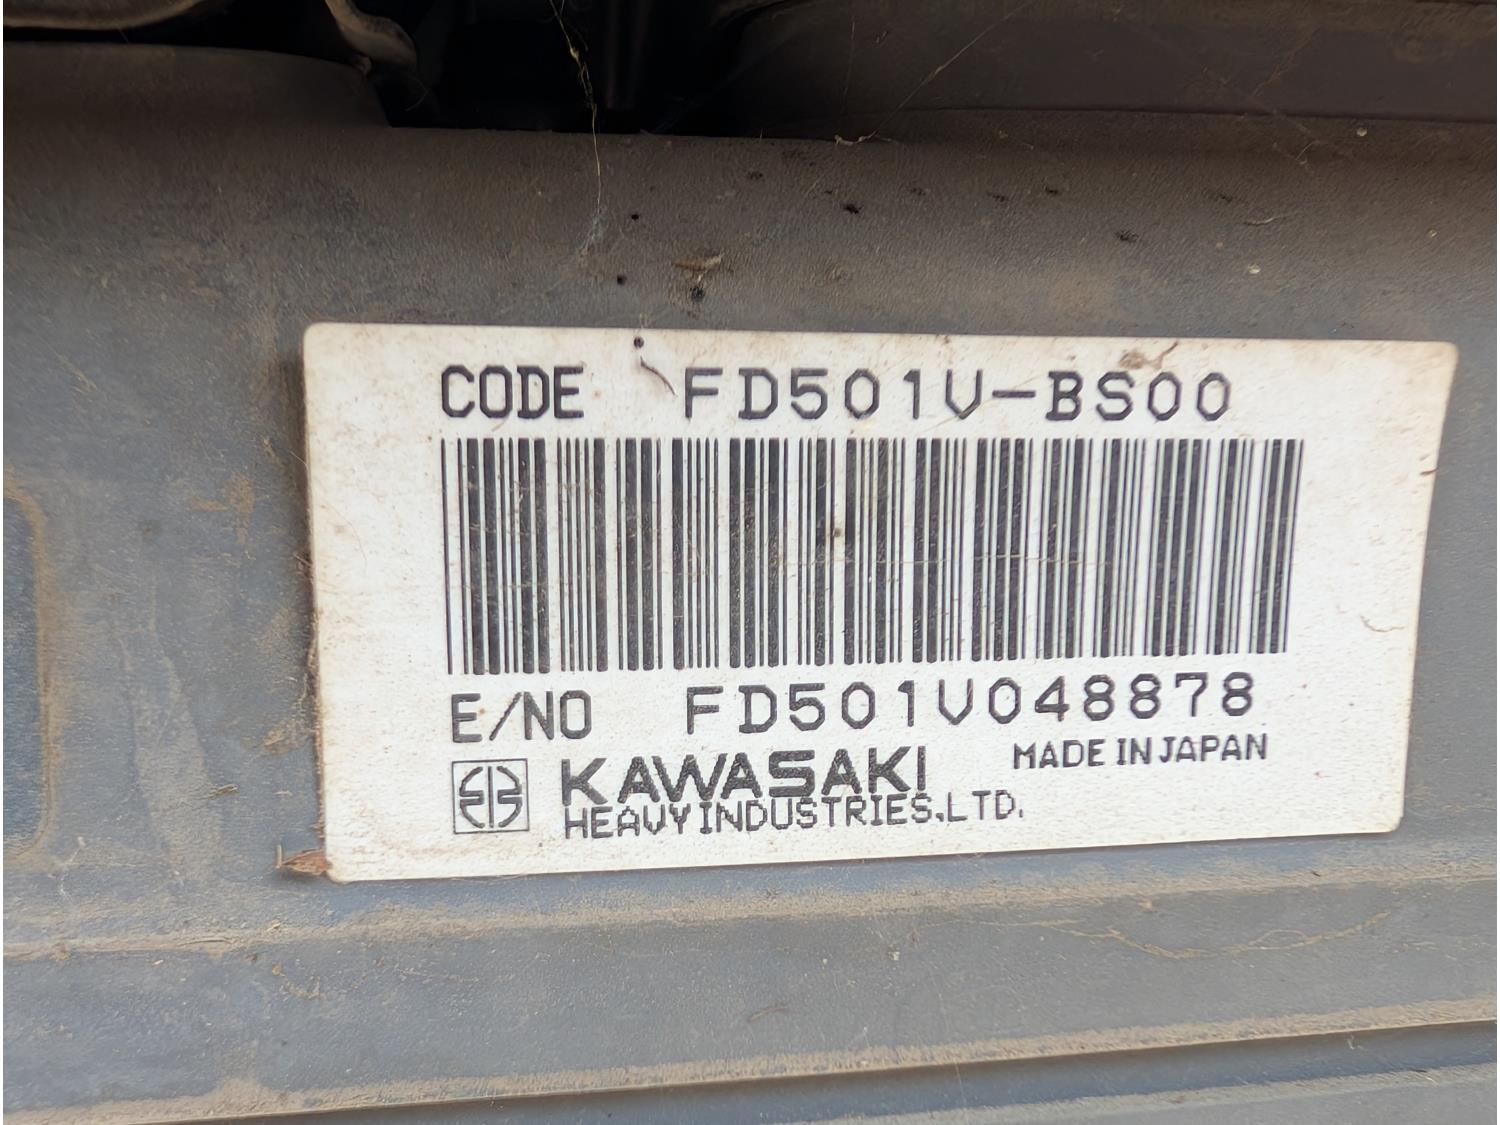 CODE FD501V-BS00
E/NO FD501V048878
KAWASAKI
HEAVY INDUSTRIES,LTD.
MADE IN JAPAN